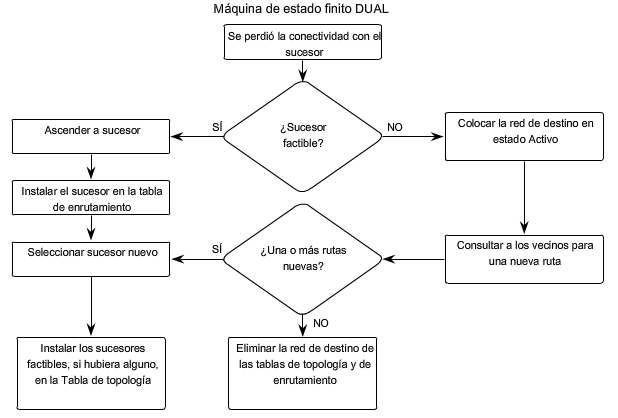 Máquina de estado finito DUAL
Se perdió la conectividad con el
sucesor
¿Sucesor
factible?
SÍ
NO
Ascender a sucesor
Colocar la red de destino en
estado Activo
Instalar el sucesor en la tabla
de enrutamiento
Seleccionar sucesor nuevo
SÍ
¿Una o más rutas
nuevas?
Consultar a los vecinos para
una nueva ruta
NO
Instalar los sucesores
factibles, si hubiera alguno,
en la Tabla de topología
Eliminar la red de destino de
las tablas de topología y de
enrutamiento